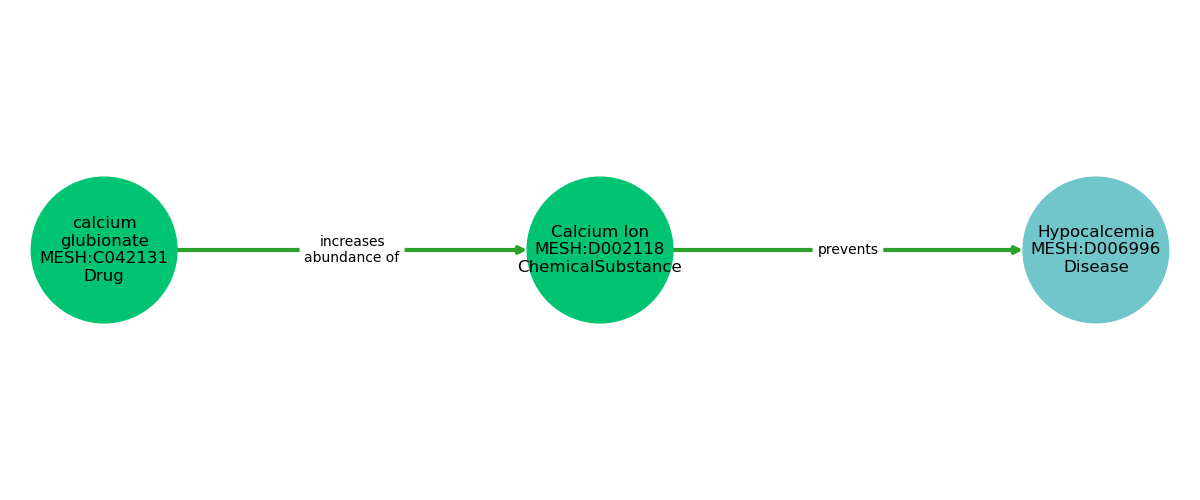 calcium
glubionate
MESH:C042131
Drug
increases
abundance of
Calcium Ion
MESH:D002118
ChemicalSubstance
prevents
Hypocalcemia
MESH:D006996
Disease